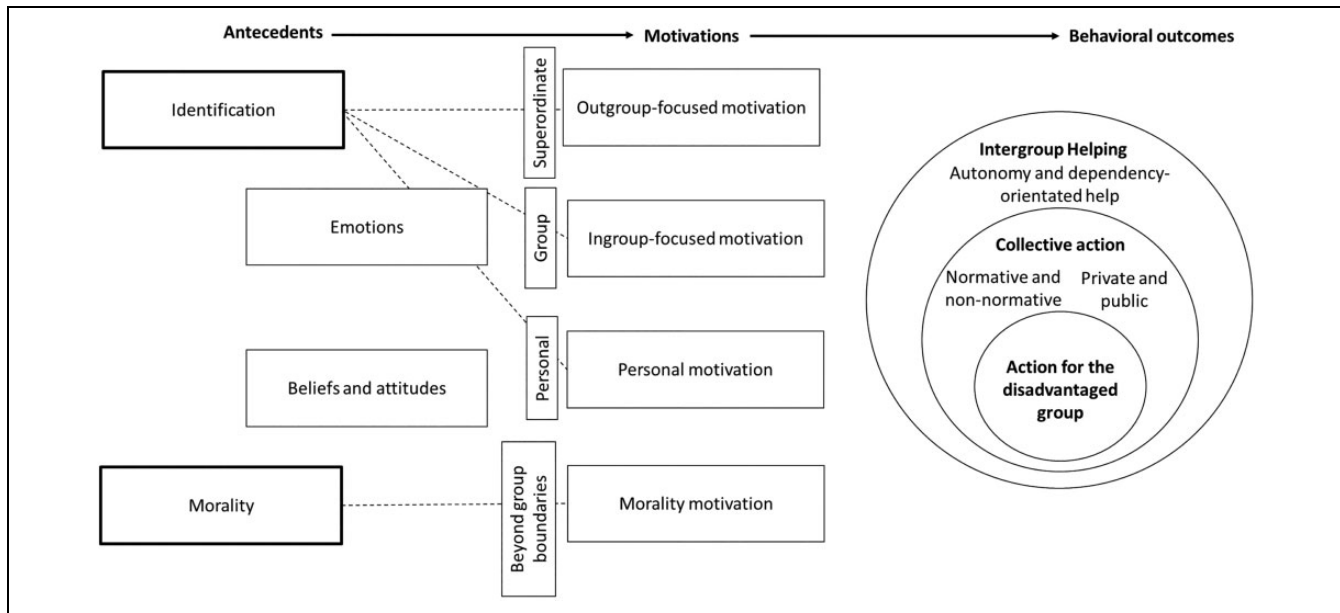 Antecedents
Motivations
Behavioral outcomes
Identification
Superordinate
Outgroup-focused motivation
Emotions
Group
Ingroup-focused motivation
Beliefs and attitudes
Personal
Personal motivation
Morality
Beyond group
boundaries
Morality motivation
Intergroup Helping
Autonomy and dependency-
orientated help
Collective action
Normative and
non-normative
Private and
public
Action for the
disadvantaged
group